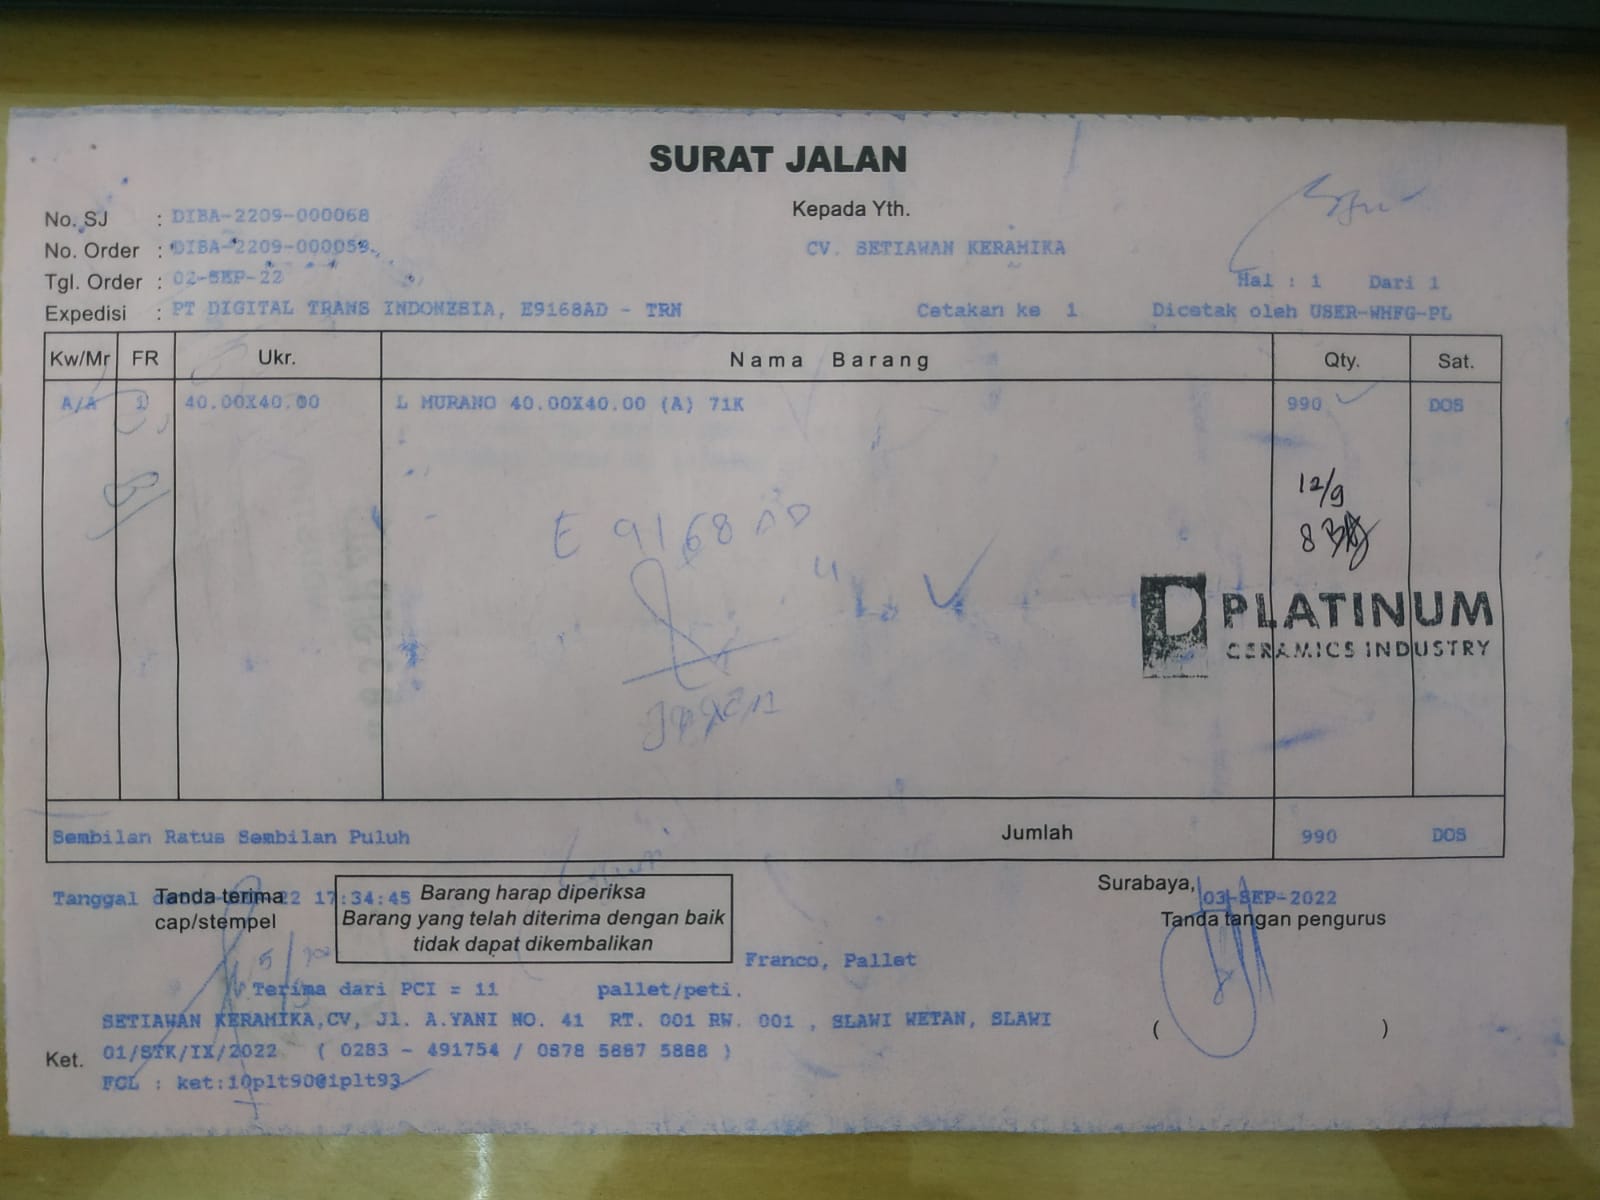 SURAT JALAN
No. SJ : DIBA-2209-000068
Kepada Yth.
No. Order : DIBA-2209-000059
CV. SETIAWAN KERAMIKA
Tgl. Order : 02-SEP-22
Hal : 1 Dari 1
Expedisi : PT DIGITAL TRANS INDONESIA, E9168AD - TRN
Cetakan ke 1 Dicetak oleh USER-WHFG-PL
Kw/Mr FR Ukr. Nama Barang Qty. Sat.
A/A 1 40.00X40.00 L MURANO 40.00X40.00 (A) 71K 990 DOS
12/9
E 9168
PLATINUM
CERAMICS INDUSTRY
Sembilan Ratus Sembilan Puluh Jumlah 990 DOS
Tanggal 22 17:34:45
Tanda terima
cap/stempel
Barang harap diperiksa
Barang yang telah diterima dengan baik
tidak dapat dikembalikan
Surabaya, 03-SEP-2022
Tanda tangan pengurus
Franco, Pallet
Terima dari PCI = 11 pallet/peti.
SETIAWAN KERAMIKA,CV, Jl. A.YANI NO. 41 RT. 001 RW. 001 , SLAWI WETAN, SLAWI
( )
Ket. 01/STK/IX/2022 ( 0283 - 491754 / 0878 5887 5888 )
FCL : ket:10plt90@1plt93